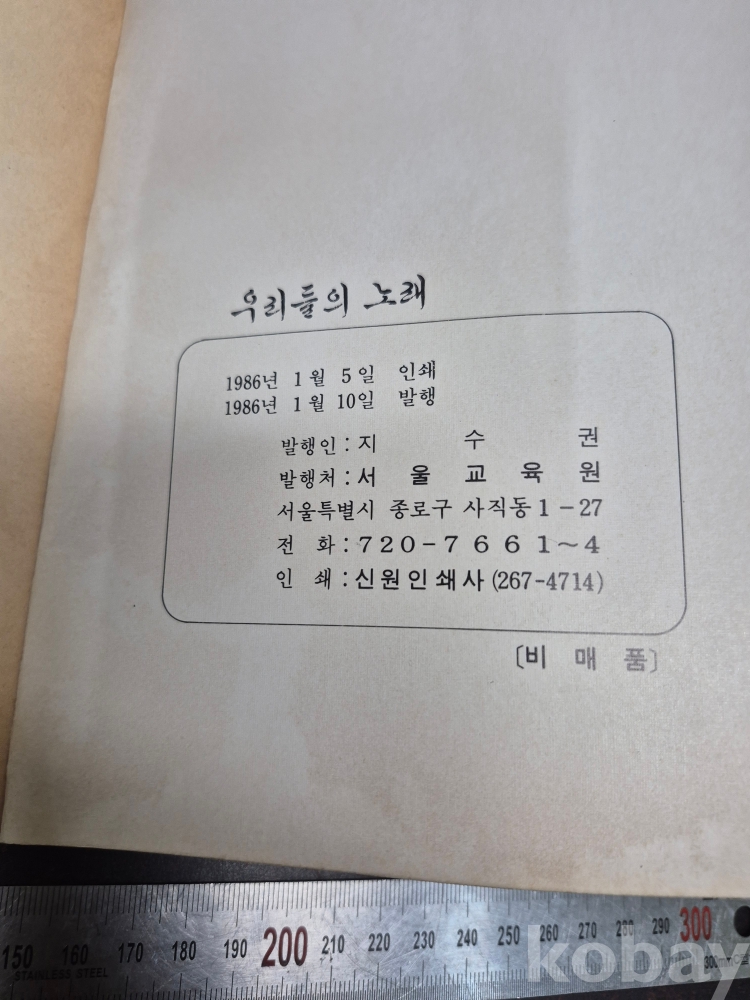 우리들의 노래
1986년 1월 5일 인쇄
1986년 1월 10일 발행
발행인 : 지 수 권
발행처 : 서 울 교 육 원
서울특별시 종로구 사직동 1-27
전 화 : 720-7661~4
인 쇄 : 신원인쇄사 (267-4714)
〔비 매 품〕
150 160 170 180 190 200 210 220 230 240 250 260 270 280 290 300
STAINLESS STEEL
kobay